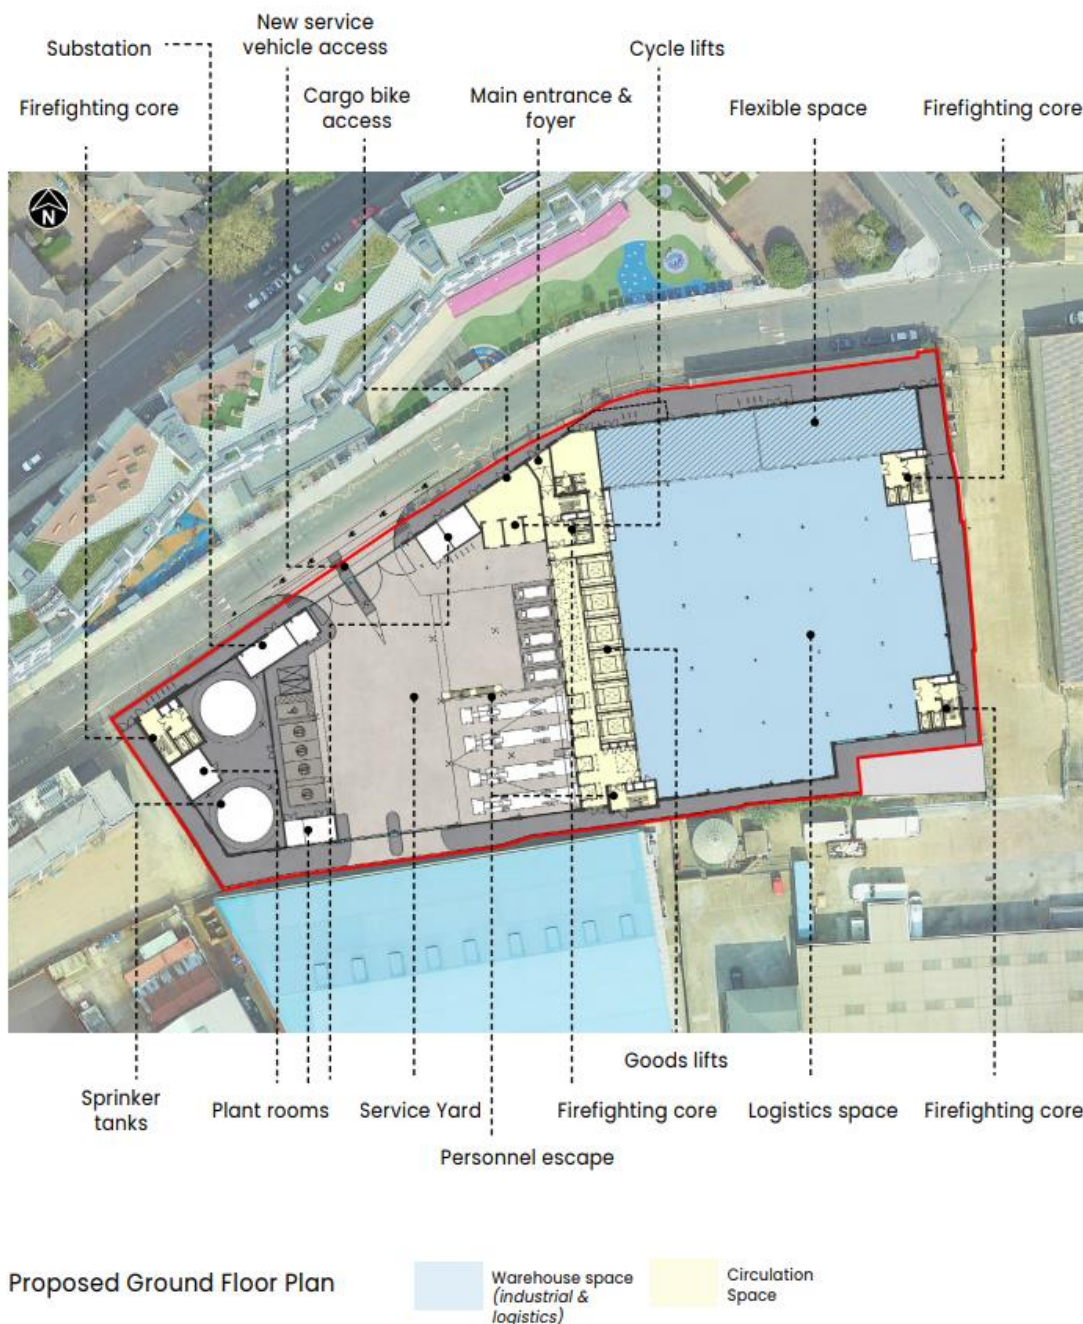 New service
vehicle access
Substation
Cycle lifts
Firefighting core
Cargo bike
access
Main entrance &
foyer
Flexible space
Firefighting core
N
Goods lifts
Sprinker
tanks
Plant rooms
Service Yard
Firefighting core
Logistics space
Firefighting core
Personnel escape
Proposed Ground Floor Plan
Warehouse space
(industrial &
logistics)
Circulation
Space